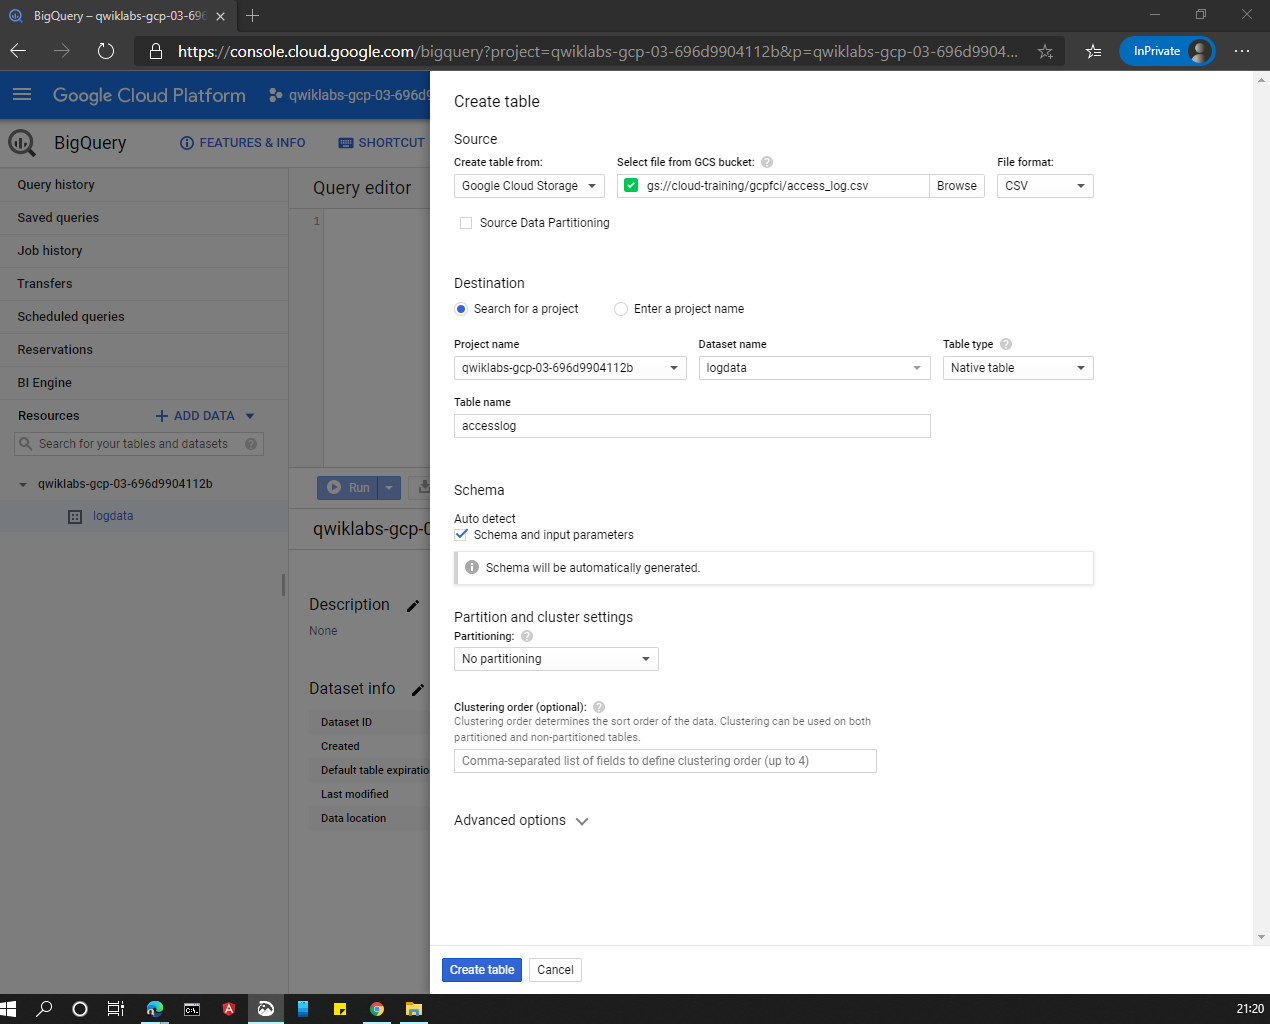 BigQuery – qwiklabs-gcp-03-696
https://console.cloud.google.com/bigquery?project=qwiklabs-gcp-03-696d9904112b&p=qwiklabs-gcp-03-696d9904...
InPrivate
Google Cloud Platform
qwiklabs-gcp-03-696d9
BigQuery
FEATURES & INFO
SHORTCUT
Query history
Saved queries
Job history
Transfers
Scheduled queries
Reservations
BI Engine
Resources
ADD DATA
Search for your tables and datasets
qwiklabs-gcp-03-696d9904112b
logdata
Query editor
1
Run
qwiklabs-gcp-0
Description
None
Dataset info
Dataset ID
Created
Default table expiratio
Last modified
Data location
Create table
Source
Create table from:
Select file from GCS bucket:
File format:
Google Cloud Storage
gs://cloud-training/gcpfci/access_log.csv
Browse
CSV
Source Data Partitioning
Destination
Search for a project
Enter a project name
Project name
Dataset name
Table type
qwiklabs-gcp-03-696d9904112b
logdata
Native table
Table name
accesslog
Schema
Auto detect
Schema and input parameters
Schema will be automatically generated.
Partition and cluster settings
Partitioning:
No partitioning
Clustering order (optional):
Clustering order determines the sort order of the data. Clustering can be used on both
partitioned and non-partitioned tables.
Comma-separated list of fields to define clustering order (up to 4)
Advanced options
Create table
Cancel
21:20